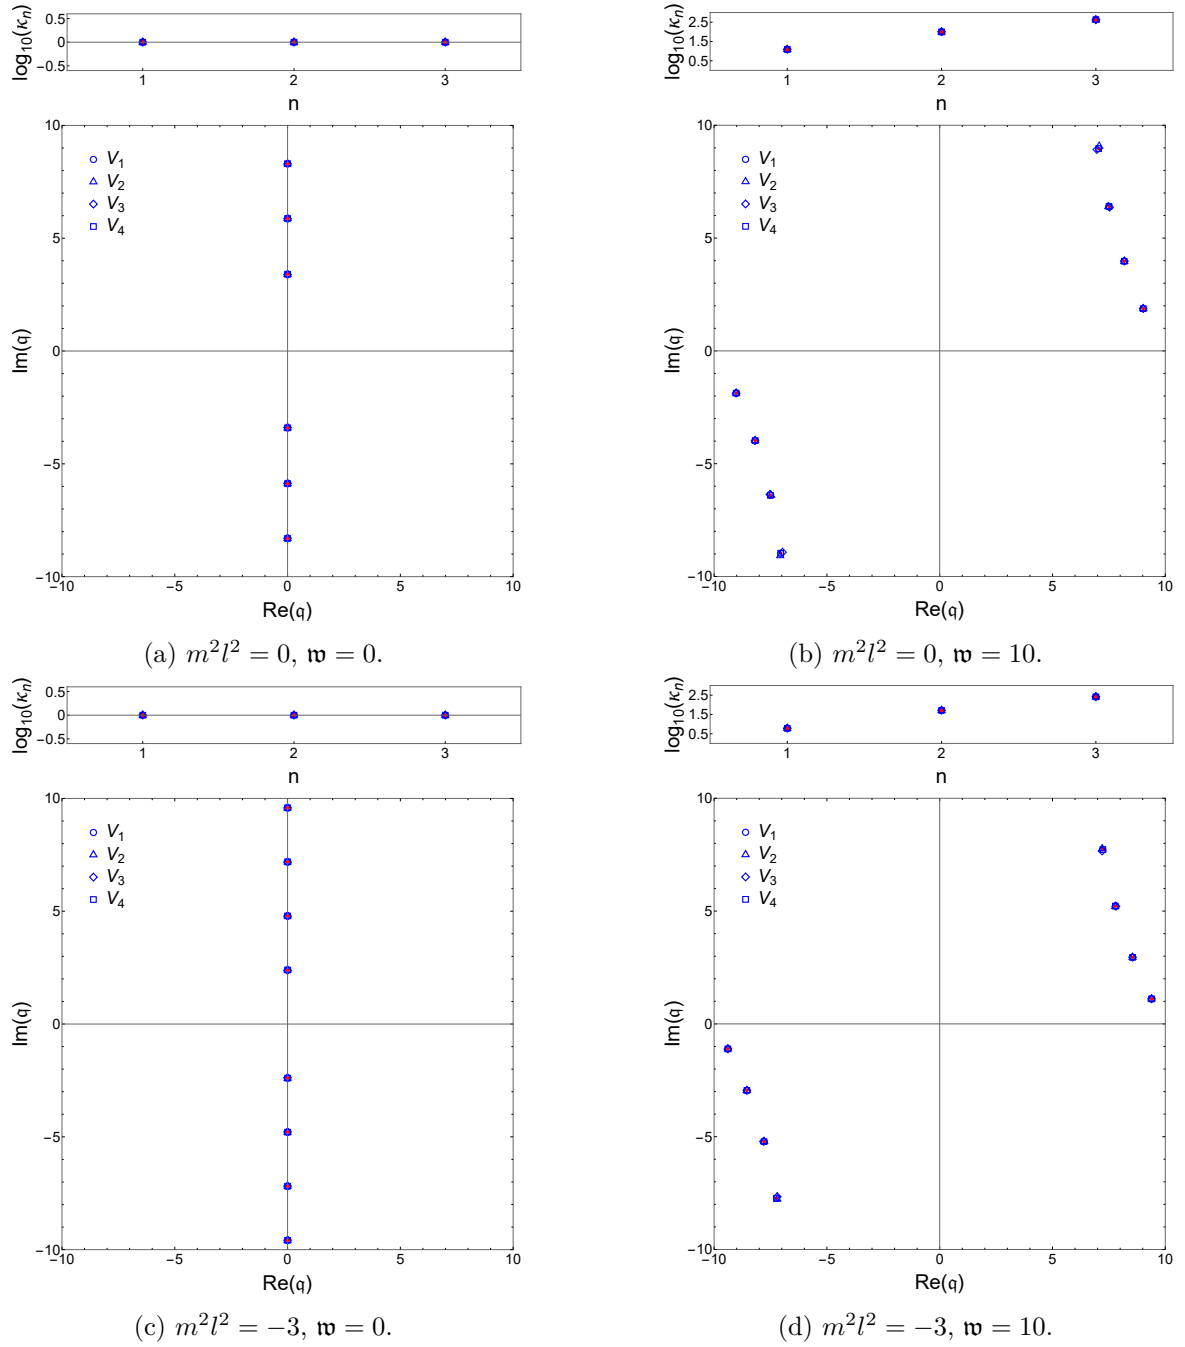 log₁₀(κₙ)
0.5
0
−0.5
1 2 3
n
10
5
0
−5
−10
Im(𝔮)
V₁
V₂
V₃
V₄
−10 −5 0 5 10
Re(𝔮)
(a) m²l² = 0, 𝔴 = 0.
log₁₀(κₙ)
2.5
1.5
0.5
1 2 3
n
10
5
0
−5
−10
Im(𝔮)
V₁
V₂
V₃
V₄
−10 −5 0 5 10
Re(𝔮)
(b) m²l² = 0, 𝔴 = 10.
log₁₀(κₙ)
0.5
0
−0.5
1 2 3
n
10
5
0
−5
−10
Im(𝔮)
V₁
V₂
V₃
V₄
−10 −5 0 5 10
Re(𝔮)
(c) m²l² = −3, 𝔴 = 0.
log₁₀(κₙ)
2.5
1.5
0.5
1 2 3
n
10
5
0
−5
−10
Im(𝔮)
V₁
V₂
V₃
V₄
−10 −5 0 5 10
Re(𝔮)
(d) m²l² = −3, 𝔴 = 10.